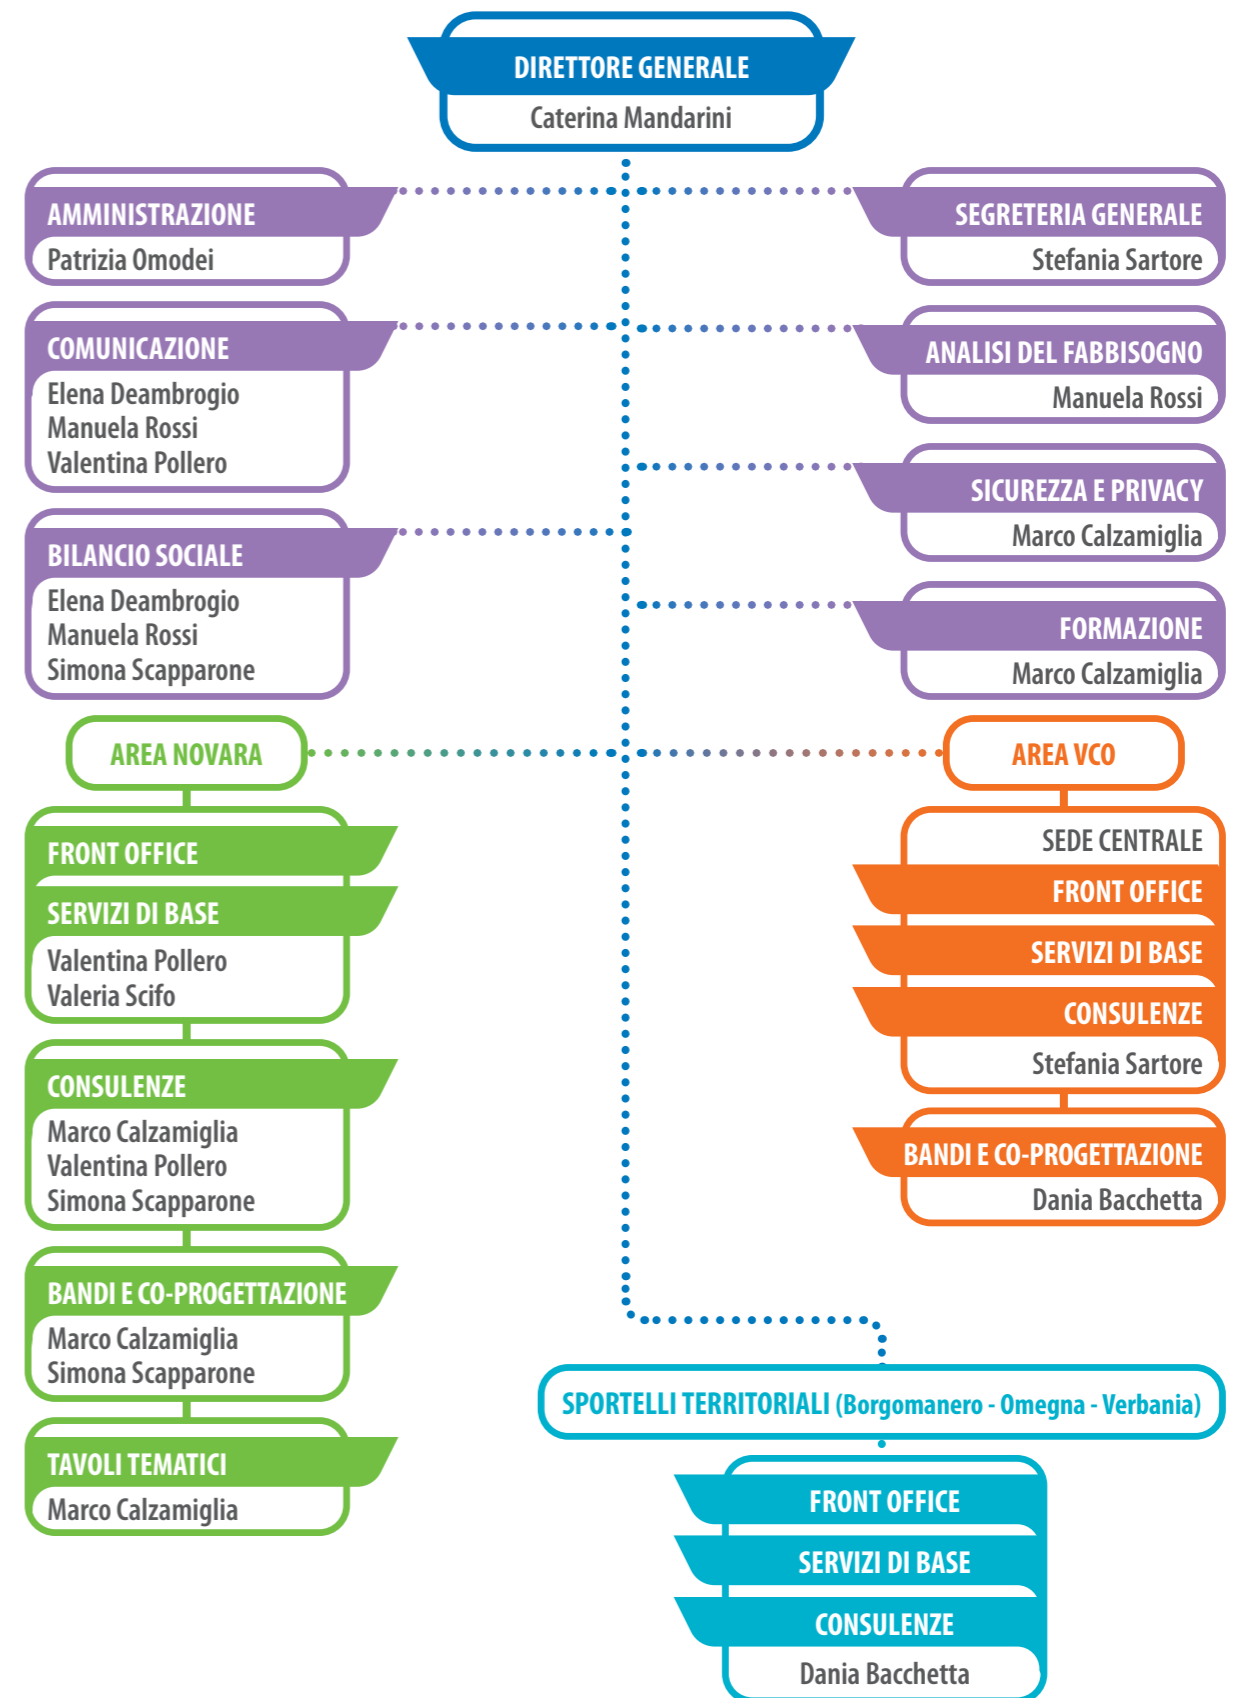 DIRETTORE GENERALE
Caterina Mandarini
AMMINISTRAZIONE
Patrizia Omodei
COMUNICAZIONE
Elena Deambrogio
Manuela Rossi
Valentina Pollero
BILANCIO SOCIALE
Elena Deambrogio
Manuela Rossi
Simona Scapparone
SEGRETERIA GENERALE
Stefania Sartore
ANALISI DEL FABBISOGNO
Manuela Rossi
SICUREZZA E PRIVACY
Marco Calzamiglia
FORMAZIONE
Marco Calzamiglia
AREA NOVARA
FRONT OFFICE
SERVIZI DI BASE
Valentina Pollero
Valeria Scifo
CONSULENZE
Marco Calzamiglia
Valentina Pollero
Simona Scapparone
BANDI E CO-PROGETTAZIONE
Marco Calzamiglia
Simona Scapparone
TAVOLI TEMATICI
Marco Calzamiglia
AREA VCO
SEDE CENTRALE
FRONT OFFICE
SERVIZI DI BASE
CONSULENZE
Stefania Sartore
BANDI E CO-PROGETTAZIONE
Dania Bacchetta
SPORTELLI TERRITORIALI (Borgomanero - Omegna - Verbania)
FRONT OFFICE
SERVIZI DI BASE
CONSULENZE
Dania Bacchetta